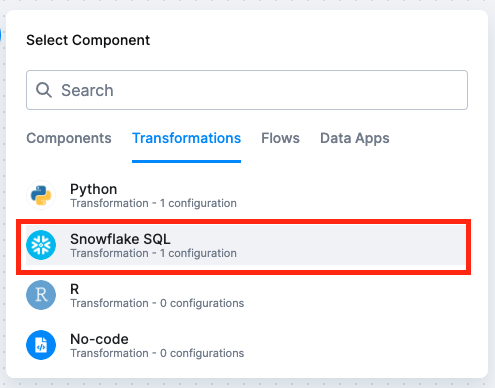 Select Component
Search
Components Transformations Flows Data Apps
Python
Transformation - 1 configuration
Snowflake SQL
Transformation - 1 configuration
R
R
Transformation - 0 configurations
No-code
Transformation - 0 configurations